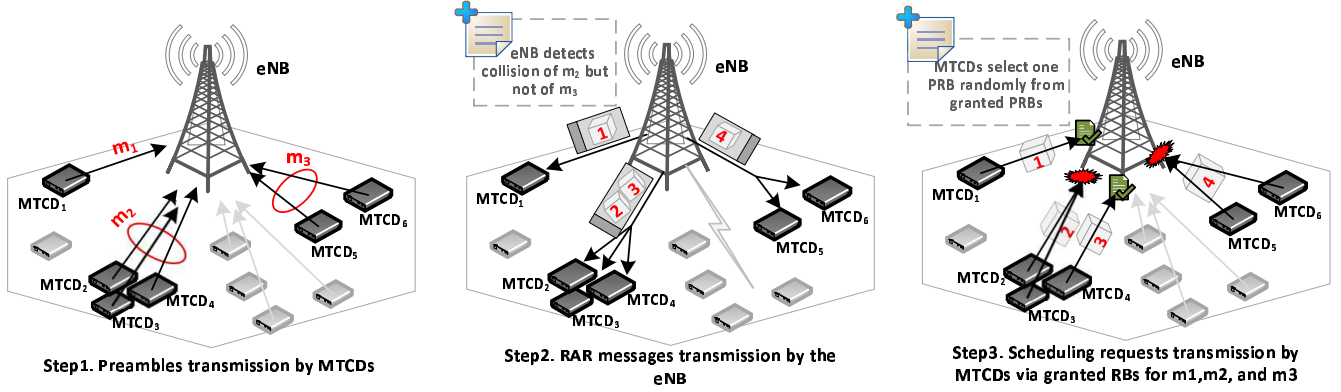 eNB
m1
m3
m2
MTCD1
MTCD6
MTCD5
MTCD2
MTCD4
MTCD3
Step1. Preambles transmission by MTCDs
eNB detects
collision of m2 but
not of m3
eNB
1
4
3
2
MTCD1
MTCD6
MTCD5
MTCD2
MTCD4
MTCD3
Step2. RAR messages transmission by the
eNB
MTCDs select one
PRB randomly from
granted PRBs
eNB
1
4
2
3
MTCD1
MTCD6
MTCD5
MTCD2
MTCD4
MTCD3
Step3. Scheduling requests transmission by
MTCDs via granted RBs for m1,m2, and m3